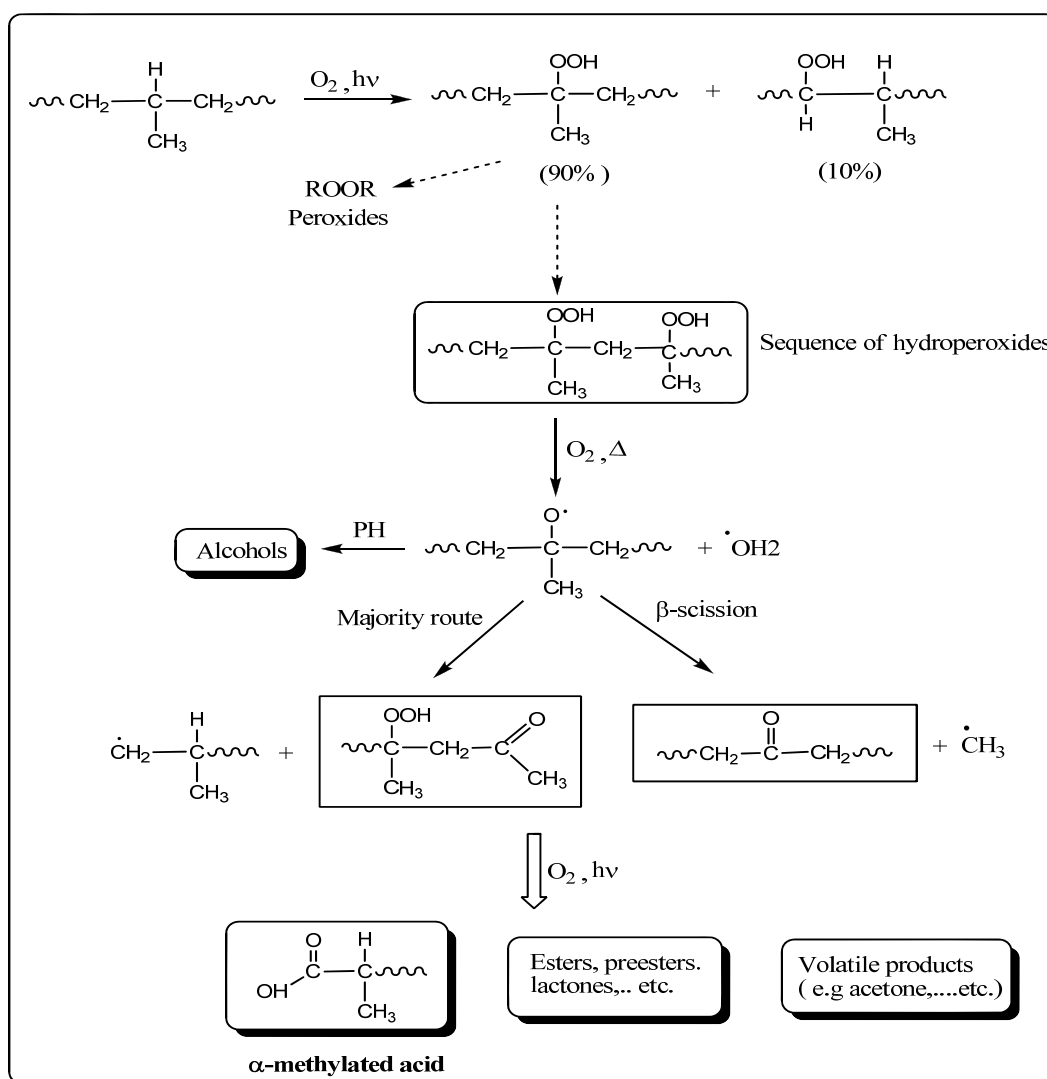 H
OOH
OOH H
O₂ ,hν
CH₂ C CH₂
CH₂ C CH₂ + C C
H
CH₃
CH₃
CH₃
(90% ) (10%)
ROOR
Peroxides
OOH OOH
CH₂ C CH₂ C
CH₃ CH₃
Sequence of hydroperoxides
O₂ ,Δ
O•
PH
Alcohols
CH₂ C CH₂ + •OH2
CH₃
Majority route
β-scission
H
OOH O
O
•CH₂ C + C CH₂ C
CH₂ C CH₂ + •CH₃
CH₃
CH₃ CH₃
O₂ ,hν
O H
C C
OH
CH₃
Esters, preesters.
lactones,.. etc.
Volatile products
( e.g acetone,....etc.)
α-methylated acid